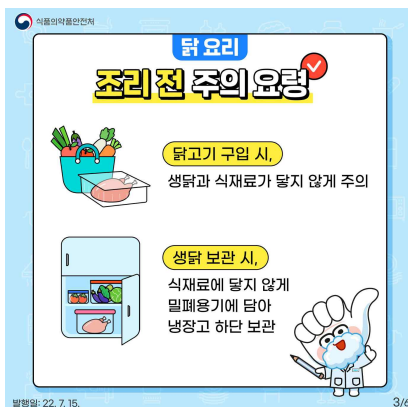 식품의약품안전처
닭 요리
조리 전 주의 요령
닭고기 구입 시,
생닭과 식재료가 닿지 않게 주의
생닭 보관 시,
식재료에 닿지 않게
밀폐용기에 담아
냉장고 하단 보관
발행일: 22. 7. 15.
3/6